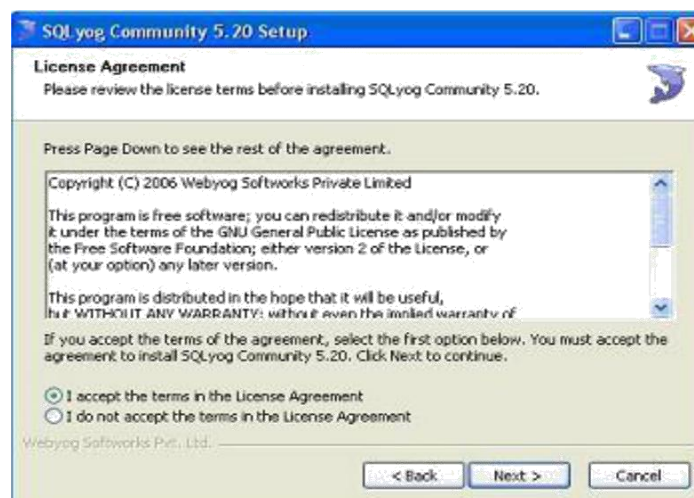 SQLyog Community 5.20 Setup
License Agreement
Please review the license terms before installing SQLyog Community 5.20.
Press Page Down to see the rest of the agreement.
Copyright (C) 2006 Webyog Softworks Private Limited
This program is free software; you can redistribute it and/or modify
it under the terms of the GNU General Public License as published by
the Free Software Foundation; either version 2 of the License, or
(at your option) any later version.
This program is distributed in the hope that it will be useful,
but WITHOUT ANY WARRANTY; without even the implied warranty of
If you accept the terms of the agreement, select the first option below. You must accept the
agreement to install SQLyog Community 5.20. Click Next to continue.
I accept the terms in the License Agreement
I do not accept the terms in the License Agreement
Webyog Softworks Pvt. Ltd.
< Back Next > Cancel